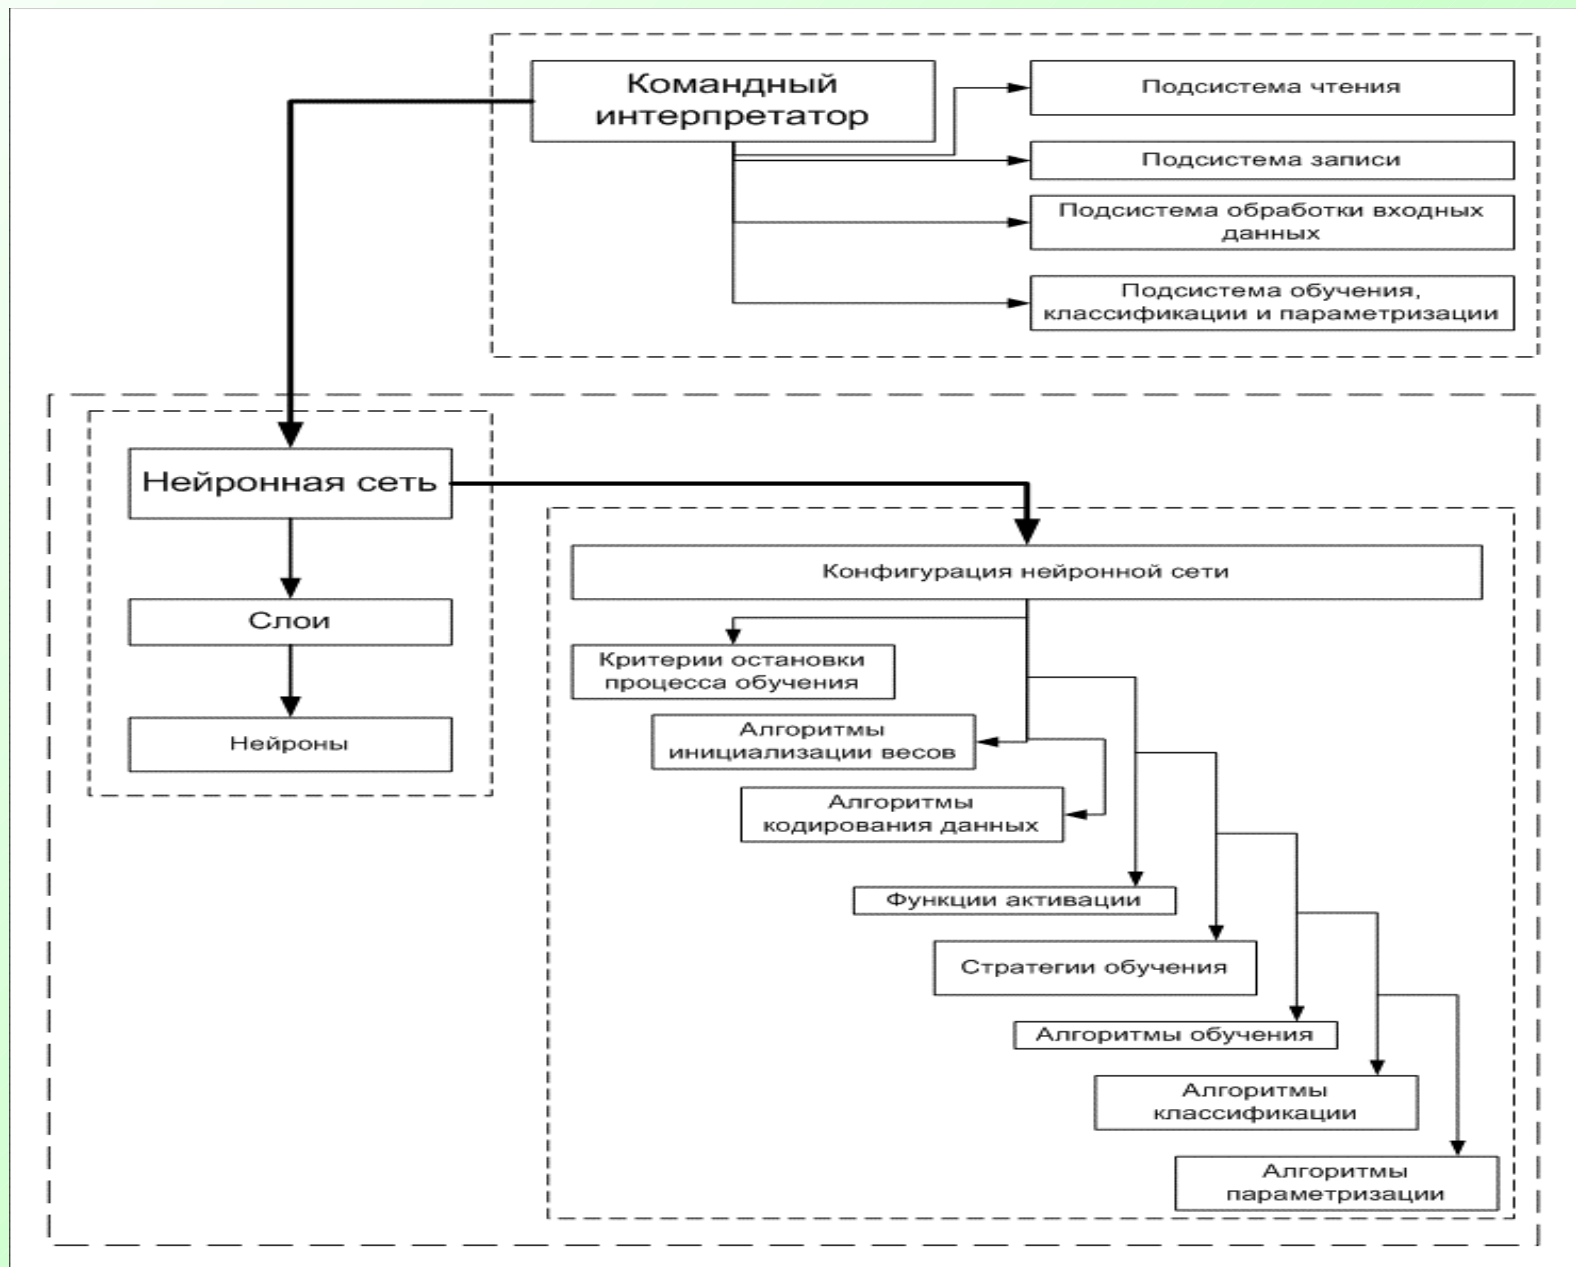 Командный
интерпретатор
Подсистема чтения
Подсистема записи
Подсистема обработки входных
данных
Подсистема обучения,
классификации и параметризации
Нейронная сеть
Слои
Нейроны
Конфигурация нейронной сети
Критерии остановки
процесса обучения
Алгоритмы
инициализации весов
Алгоритмы
кодирования данных
Функции активации
Стратегии обучения
Алгоритмы обучения
Алгоритмы
классификации
Алгоритмы
параметризации